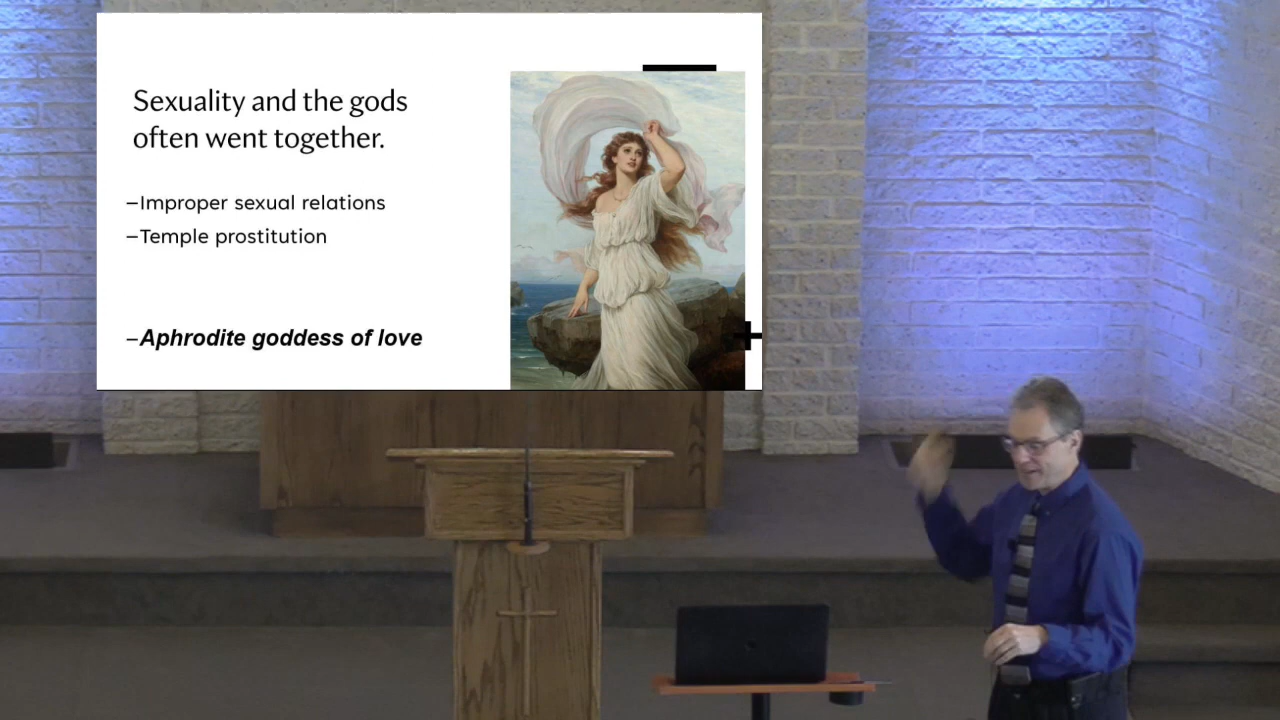 Sexuality and the gods
often went together.
–Improper sexual relations
–Temple prostitution
–Aphrodite goddess of love